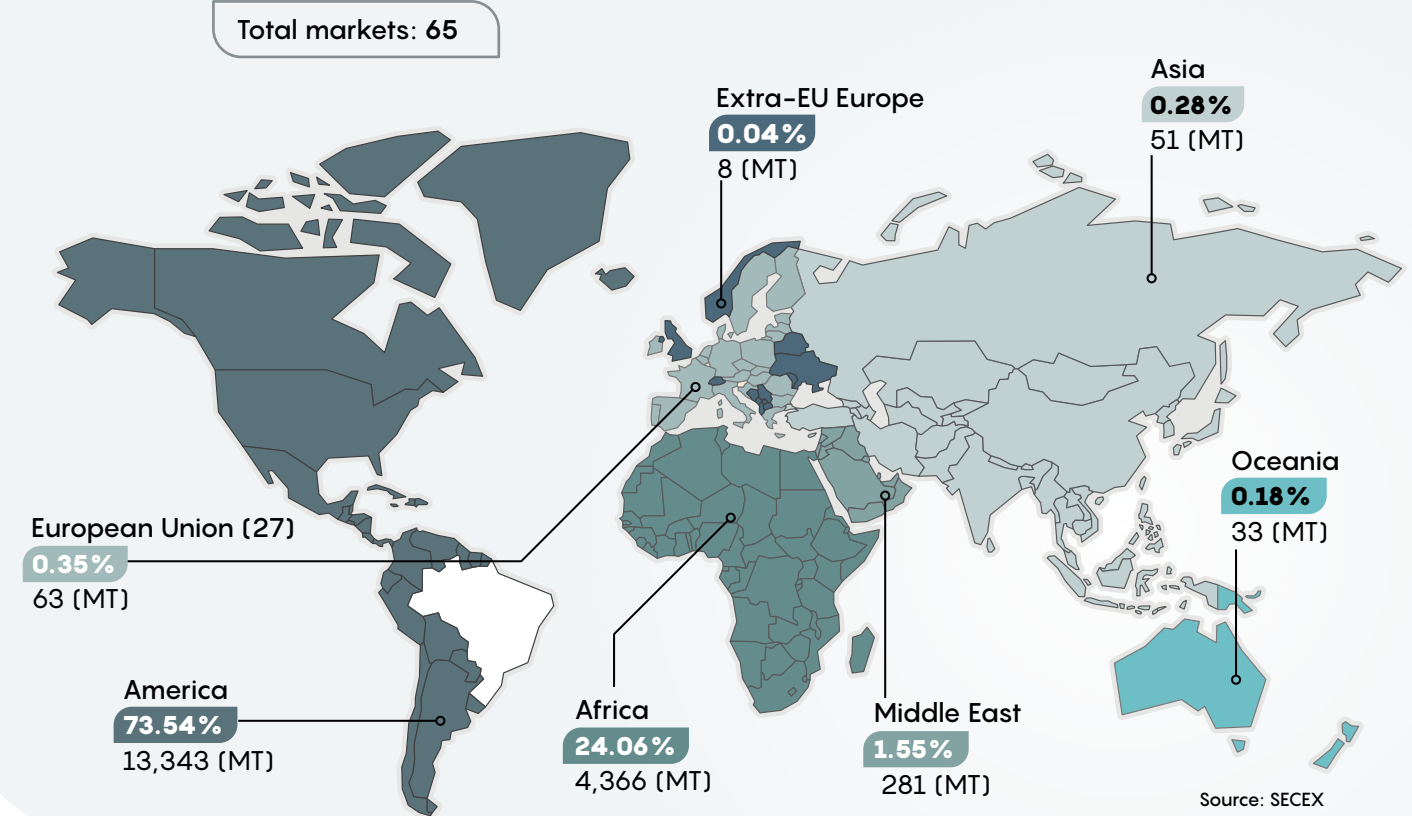 Total markets: 65
Asia
0.28%
51 (MT)
Extra-EU Europe
0.04%
8 (MT)
Oceania
0.18%
33 (MT)
European Union (27)
0.35%
63 (MT)
America
73.54%
13,343 (MT)
Africa
24.06%
4,366 (MT)
Middle East
1.55%
281 (MT)
Source: SECEX